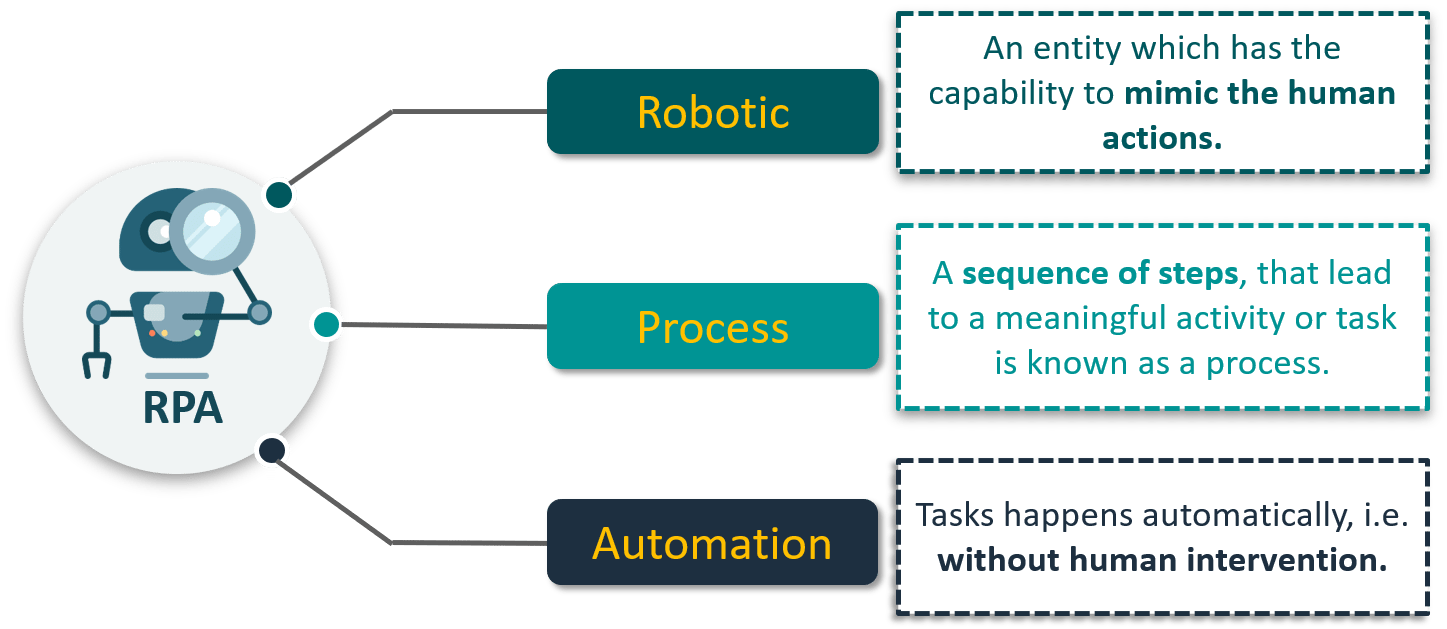 RPA
Robotic
An entity which has the
capability to mimic the human
actions.
Process
A sequence of steps, that lead
to a meaningful activity or task
is known as a process.
Automation
Tasks happens automatically, i.e.
without human intervention.